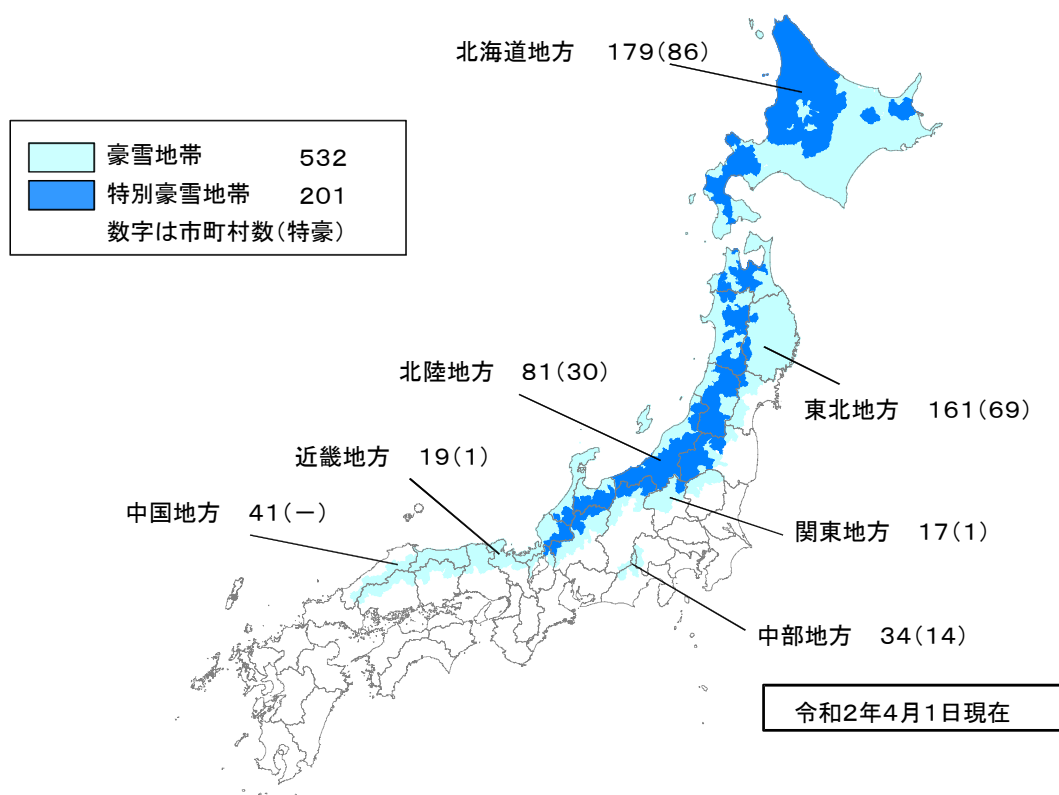 北海道地方 179(86)
豪雪地帯 532
特別豪雪地帯 201
数字は市町村数(特豪)
北陸地方 81(30)
東北地方 161(69)
近畿地方 19(1)
中国地方 41(−)
関東地方 17(1)
中部地方 34(14)
令和2年4月1日現在